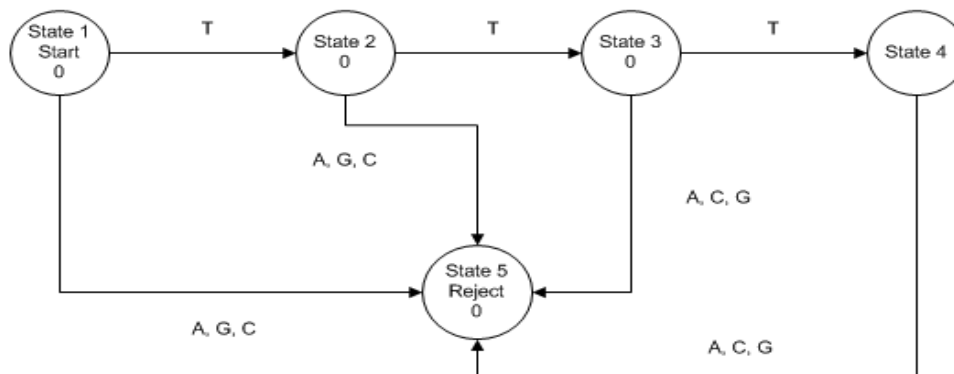 State 1
Start
0
T
State 2
0
T
State 3
0
T
State 4
A, G, C
A, C, G
State 5
Reject
0
A, G, C
A, C, G